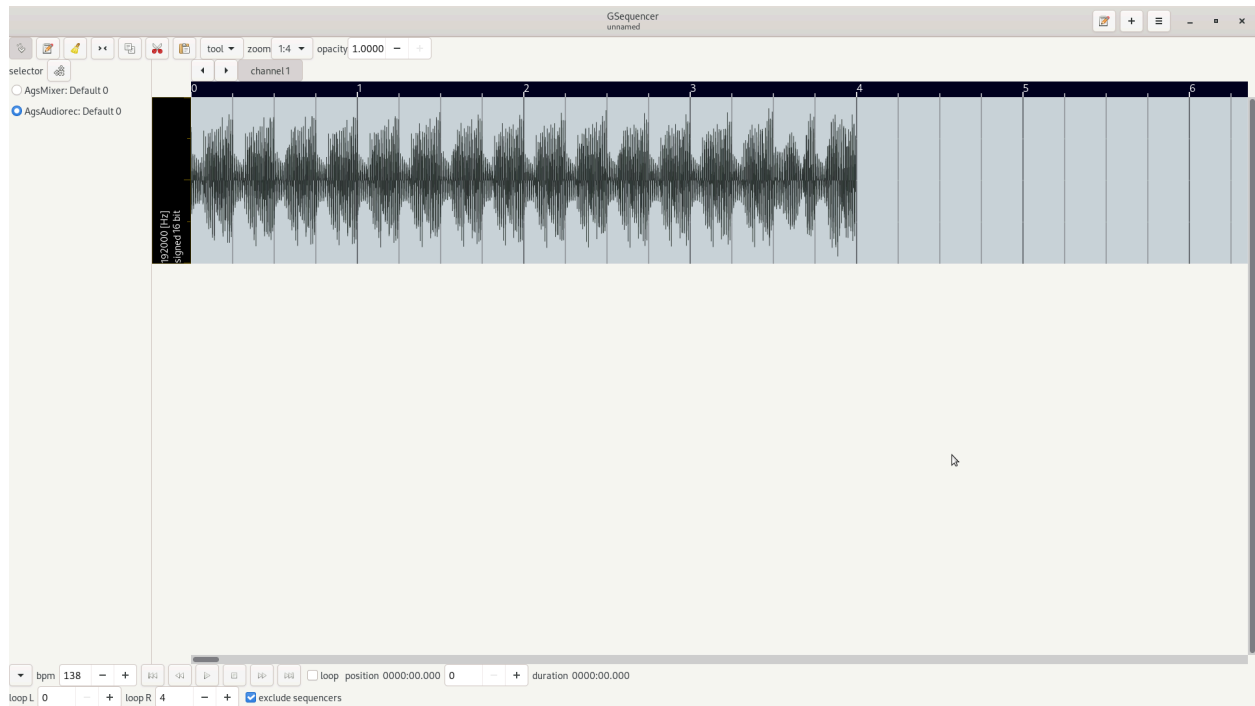 GSequencer
unnamed
tool zoom 1:4 opacity 1.0000
selector
channel 1
AgsMixer: Default 0
AgsAudiorec: Default 0
0 1 2 3 4 5 6
192000 [Hz]
signed 16 bit
bpm 138 loop position 0000:00.000 0 duration 0000:00.000
loop L 0 loop R 4 exclude sequencers